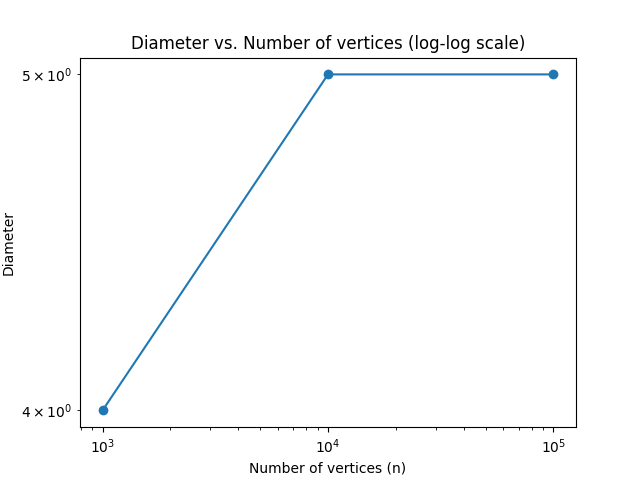 Diameter vs. Number of vertices (log-log scale)
5 × 10⁰
Diameter
4 × 10⁰
10³ 10⁴ 10⁵
Number of vertices (n)